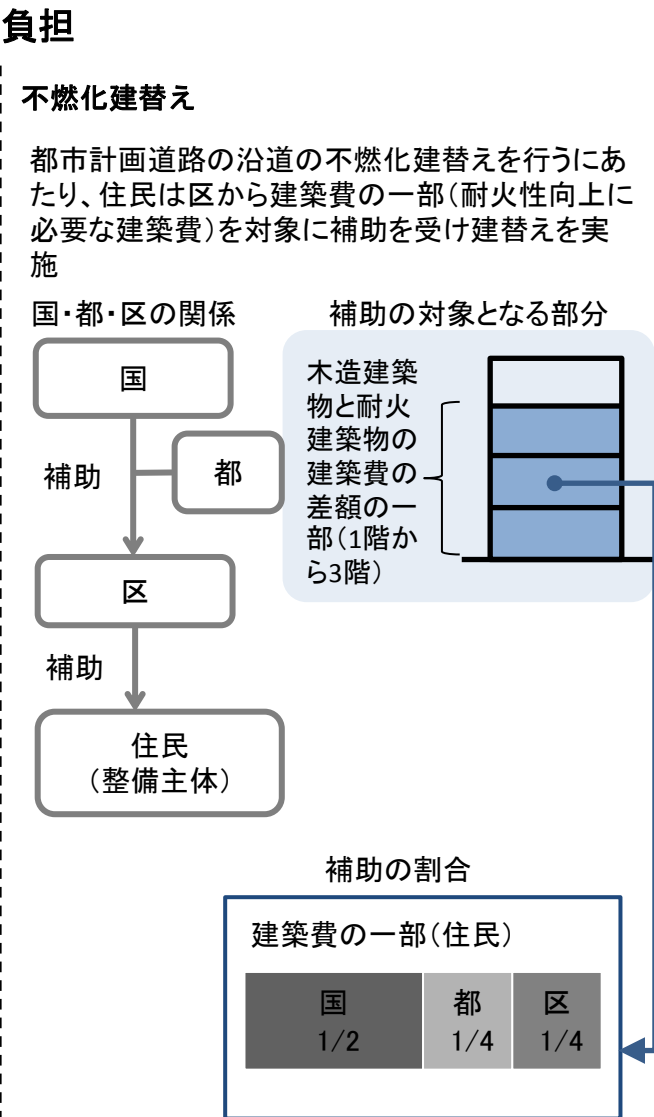 負担
不燃化建替え
都市計画道路の沿道の不燃化建替えを行うにあ
たり、住民は区から建築費の一部（耐火性向上に
必要な建築費）を対象に補助を受け建替えを実
施
国・都・区の関係
国
補助
都
区
補助
住民
（整備主体）
補助の対象となる部分
木造建築
物と耐火
建築物の
建築費の
差額の一
部（1階か
ら3階）
補助の割合
建築費の一部（住民）
国
1/2
都
1/4
区
1/4